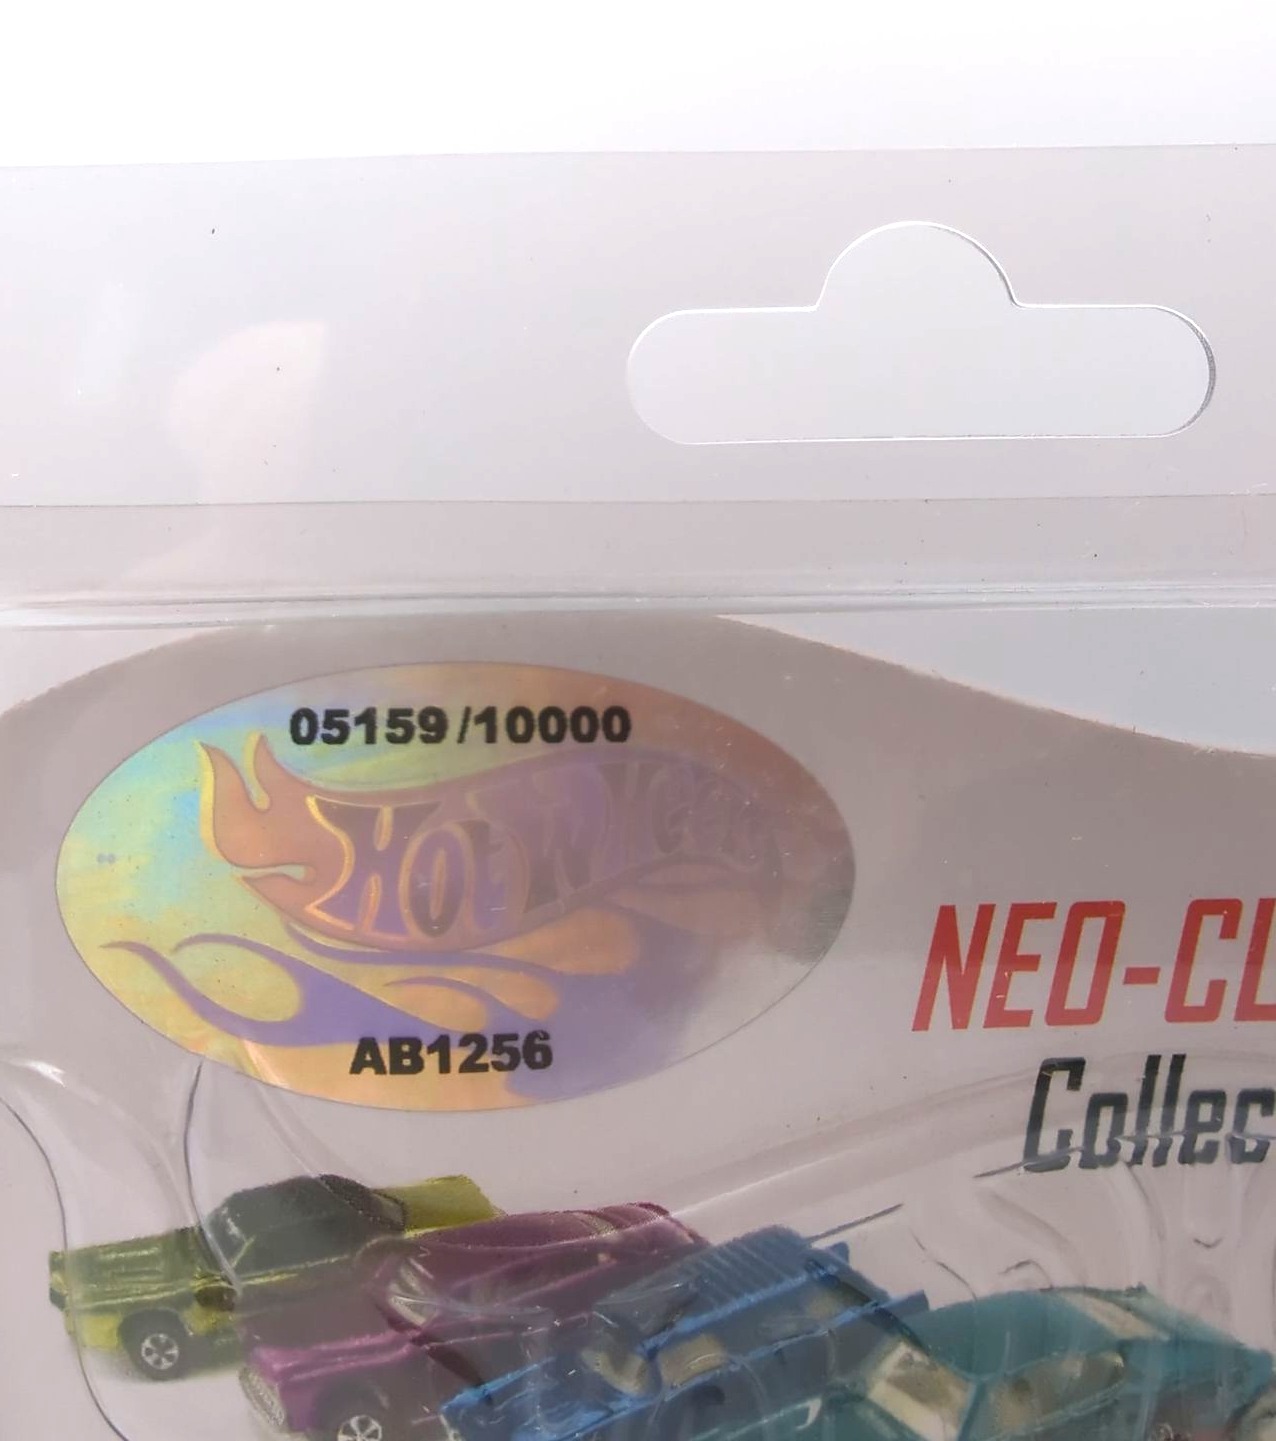 05159/10000
HOT WHEELS
AB1256
NEO-CL
Collec